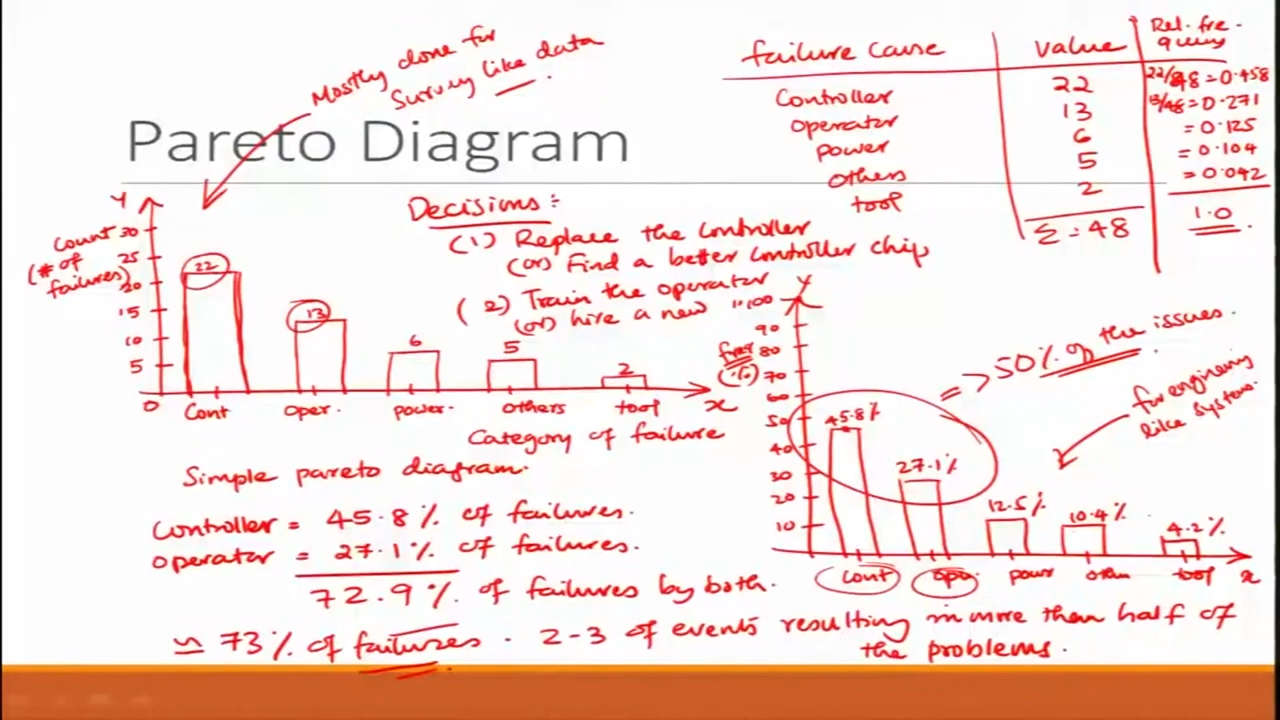 Mostly done for
Survey like data
Pareto Diagram
failure cause value Rel. fre-
quency
Controller 22 22/48 = 0.458
operator 13 13/48 = 0.271
power 6 = 0.125
others 5 = 0.104
tool 2 = 0.042
Σ = 48 1.0
Y
Count
(# of
failures)
30
25
20
15
10
5
0
22
13
6
5
2
Cont Oper. power. others tool x
Category of failure
Simple pareto diagram.
Decisions:
(1) Replace the controller
(or) Find a better controller chip
(2) Train the operator
(or) hire a new "
Controller = 45.8% of failures.
operator = 27.1% of failures.
72.9% of failures by both.
≃ 73% of failures. 2-3 of events resulting in more than half of
the problems.
Y
100
90
80
70
60
50
40
30
20
10
(%)
45.8%
27.1%
12.5%
10.4%
4.2%
Cont power tool x
=> 50% of the issues.
like system.